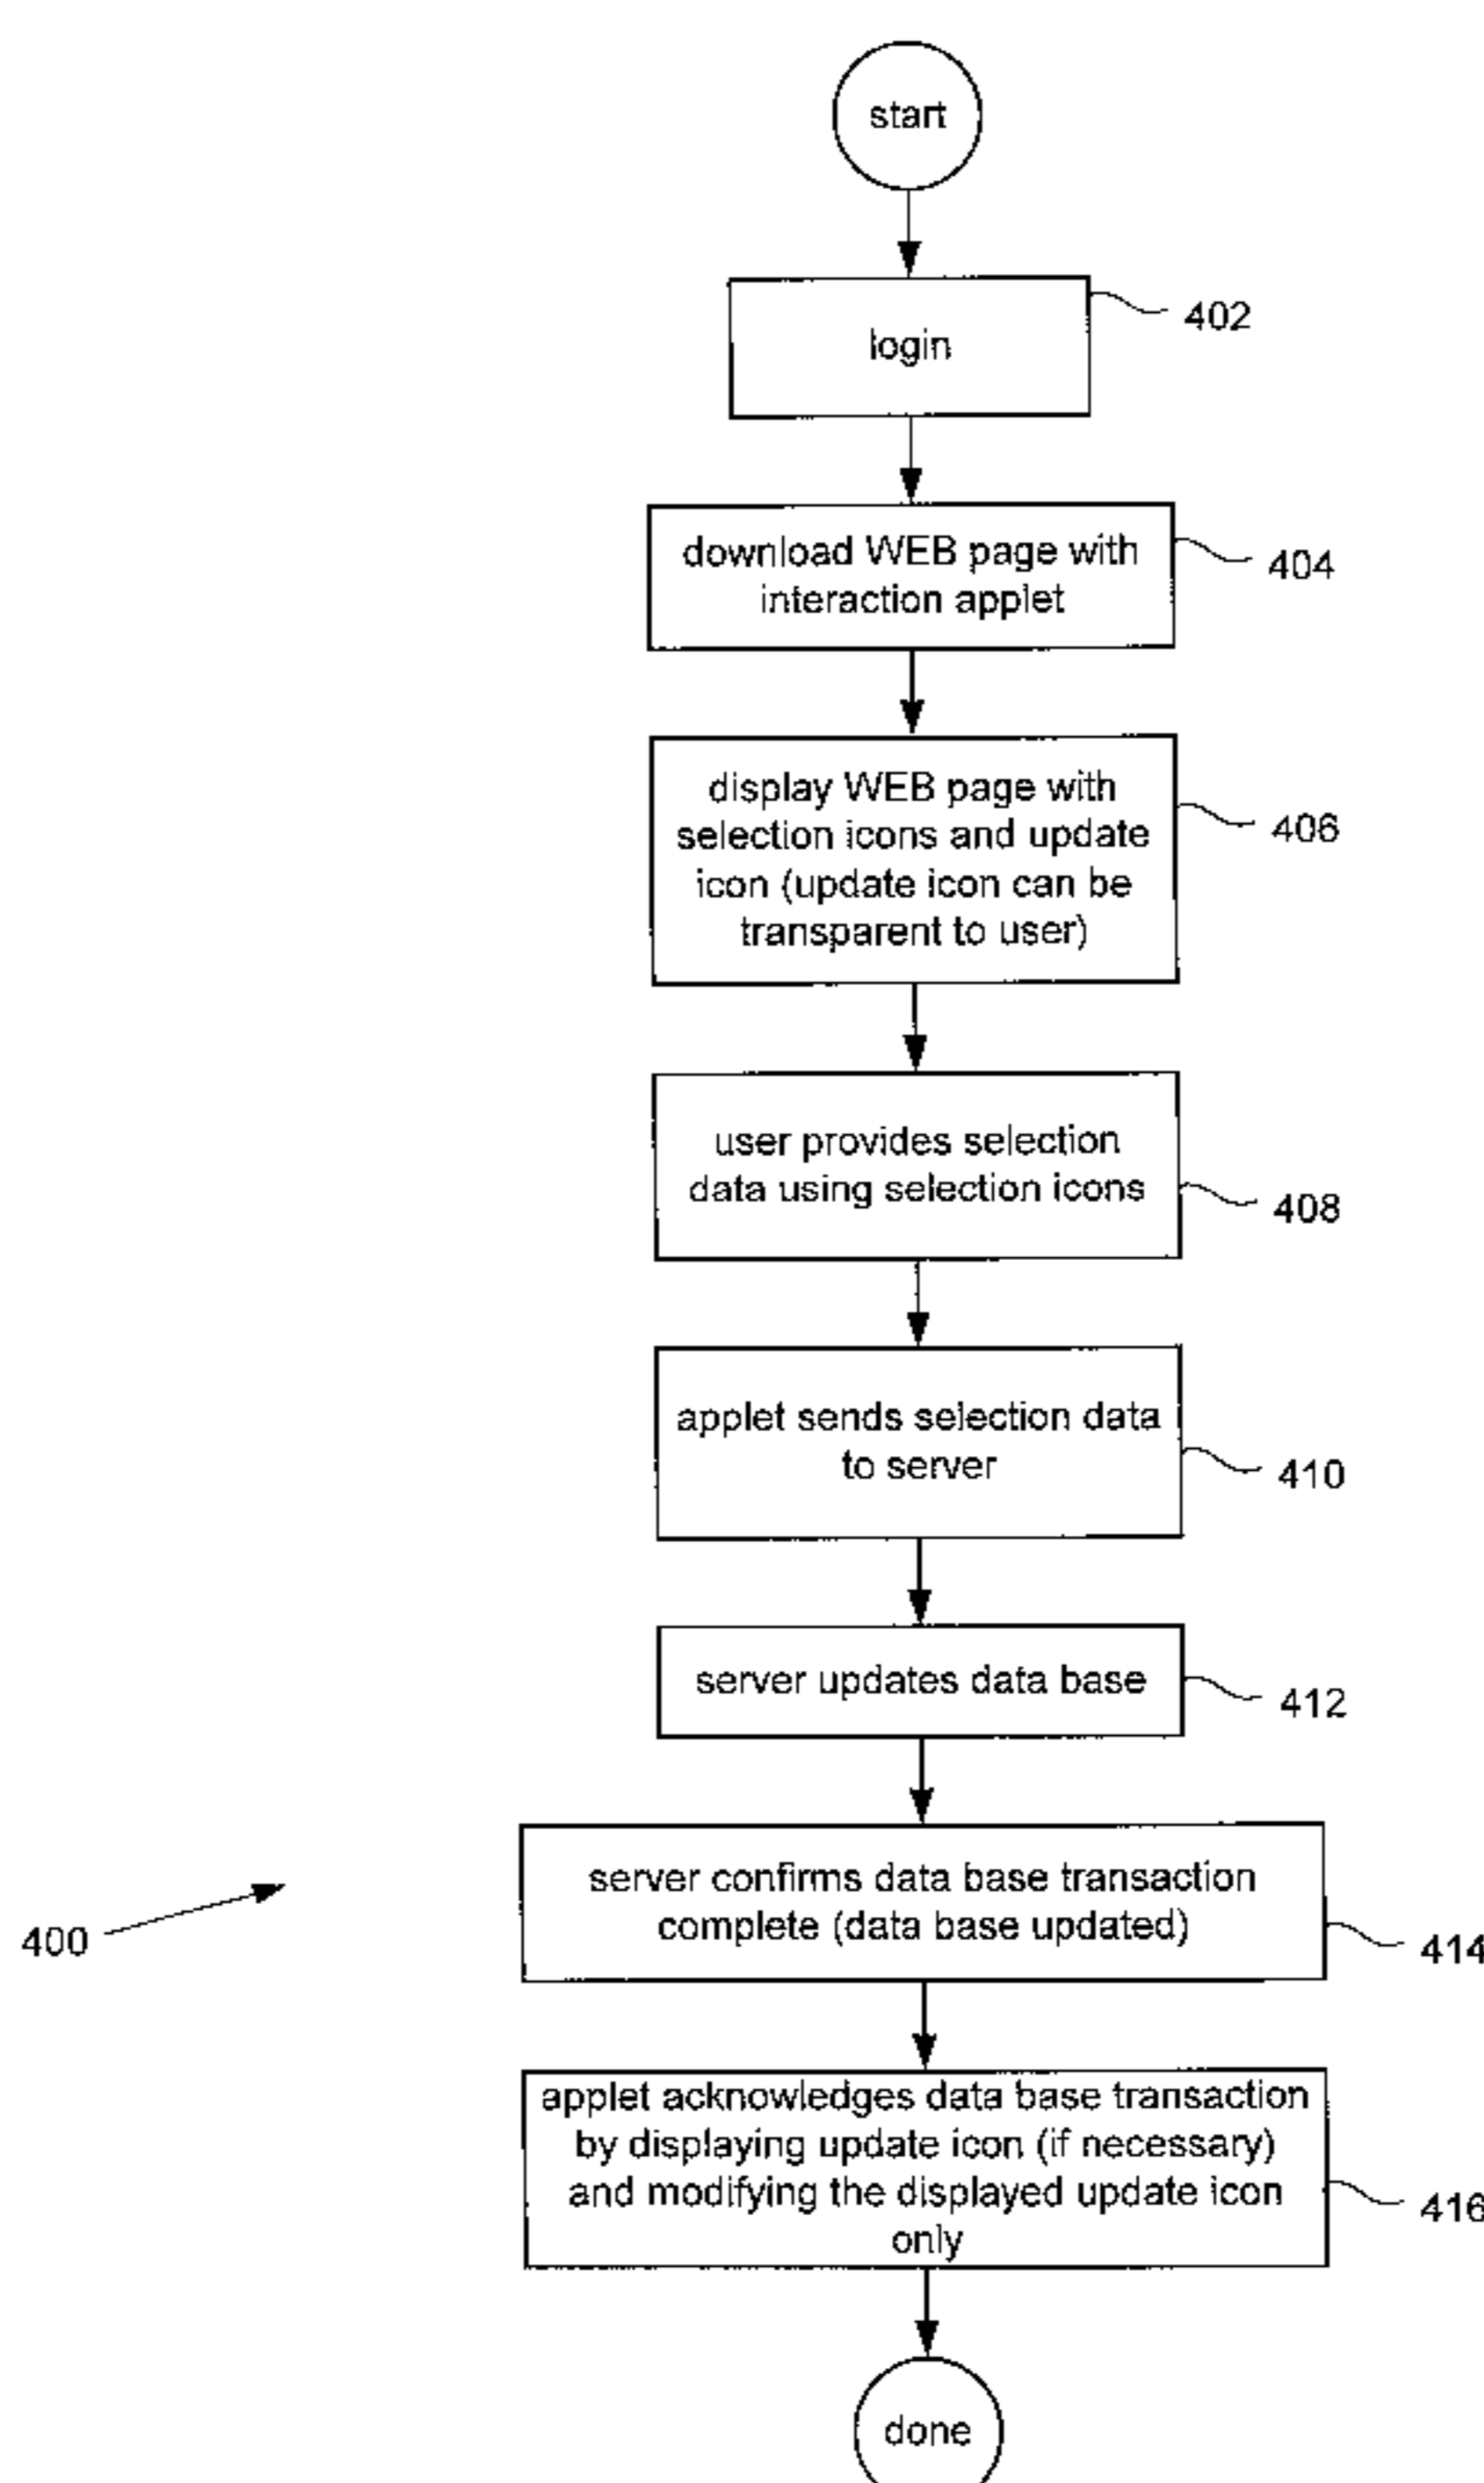 start
login
402
download WEB page with
interaction applet
404
display WEB page with
selection icons and update
icon (update icon can be
transparent to user)
406
user provides selection
data using selection icons
408
applet sends selection data
to server
410
server updates data base
412
server confirms data base transaction
complete (data base updated)
414
400
applet acknowledges data base transaction
by displaying update icon (if necessary)
and modifying the displayed update icon
only
416
done